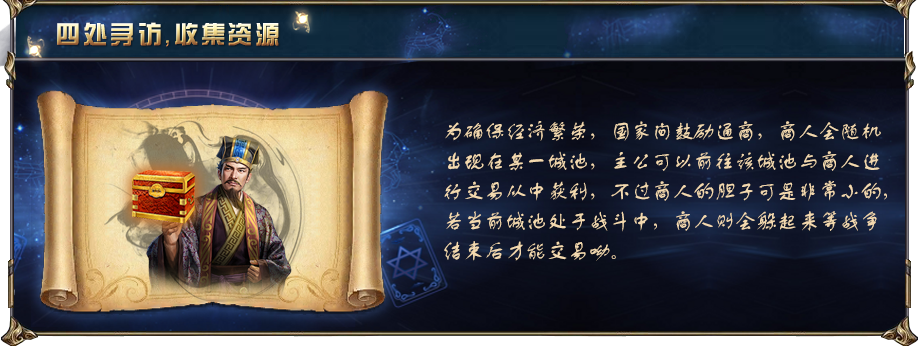 四处寻访,收集资源
为确保经济繁荣，国家间鼓励通商，商人会随机
出现在某一城池，主公可以前往该城池与商人进
行交易从中获利，不过商人的胆子可是非常小的，
若当前城池处于战斗中，商人则会躲起来等战争
结束后才能交易呦。